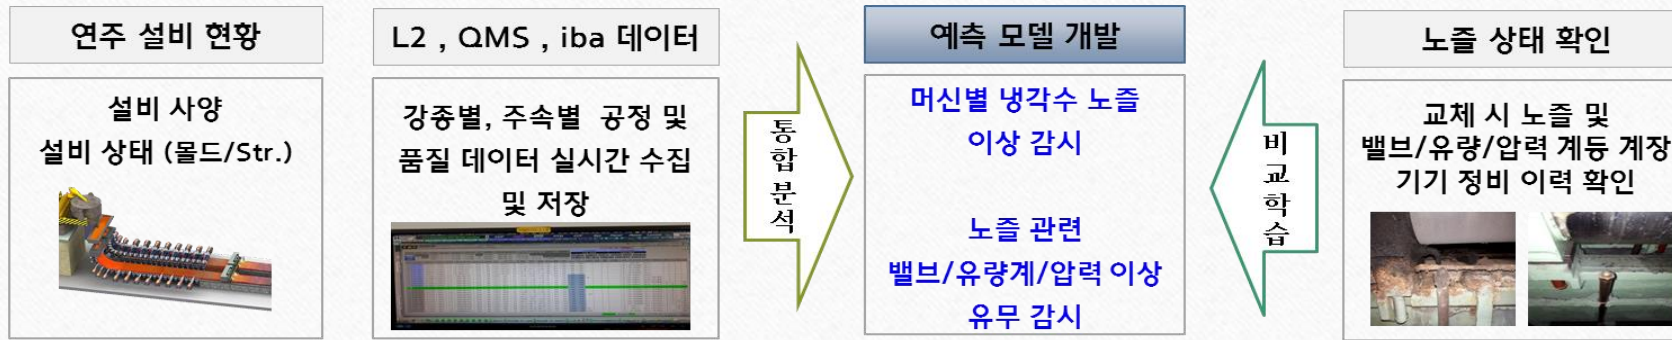 연주 설비 현황
설비 사양
설비 상태 (몰드/Str.)
L2 , QMS , iba 데이터
강종별, 주속별 공정 및
품질 데이터 실시간 수집
및 저장
통합분석
예측 모델 개발
머신별 냉각수 노즐
이상 감시
노즐 관련
밸브/유량계/압력 이상
유무 감시
비교학습
노즐 상태 확인
교체 시 노즐 및
밸브/유량/압력 계등 계장
기기 정비 이력 확인